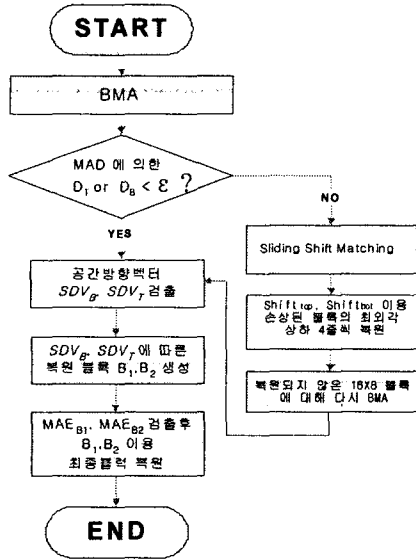 START
BMA
MAD 에 의한
D_T or D_B < ε ?
NO
YES
Sliding Shift Matching
공간방향벡터
SDV_B, SDV_T 검출
Shift_top, Shift_bot 이용
손상된 블록의 최외각
상하 4줄씩 복원
SDV_B, SDV_T 에 따른
복원 블록 B_1, B_2 생성
복원되지 않은 16X8 블록
에 대해 다시 BMA
MAE_B1, MAE_B2 검출후
B_1, B_2 이용
최종블럭 복원
END